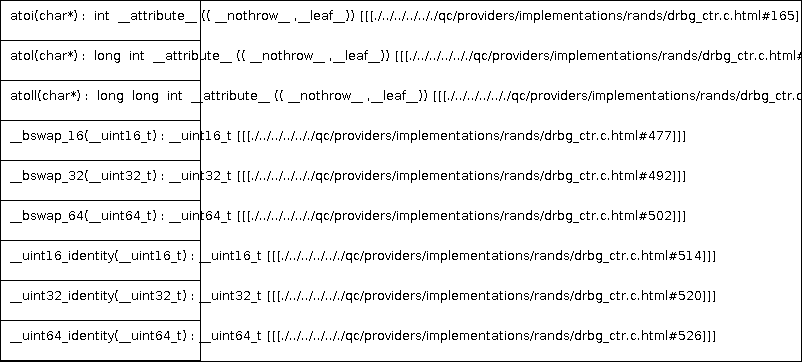 atoi(char*) : int __attribute__ (( __nothrow__ ,__leaf__)) [[[./../../../../qc/providers/implementations/rands/drbg_ctr.c.html#165]
atol(char*) : long int __attribute__ (( __nothrow__ ,__leaf__)) [[[./../../../../qc/providers/implementations/rands/drbg_ctr.c.html#
atoll(char*) : long long int __attribute__ (( __nothrow__ ,__leaf__)) [[[./../../../../qc/providers/implementations/rands/drbg_ctr.c
__bswap_16(__uint16_t) : __uint16_t [[[./../../../../qc/providers/implementations/rands/drbg_ctr.c.html#477]]]
__bswap_32(__uint32_t) : __uint32_t [[[./../../../../qc/providers/implementations/rands/drbg_ctr.c.html#492]]]
__bswap_64(__uint64_t) : __uint64_t [[[./../../../../qc/providers/implementations/rands/drbg_ctr.c.html#502]]]
__uint16_identity(__uint16_t) : __uint16_t [[[./../../../../qc/providers/implementations/rands/drbg_ctr.c.html#514]]]
__uint32_identity(__uint32_t) : __uint32_t [[[./../../../../qc/providers/implementations/rands/drbg_ctr.c.html#520]]]
__uint64_identity(__uint64_t) : __uint64_t [[[./../../../../qc/providers/implementations/rands/drbg_ctr.c.html#526]]]